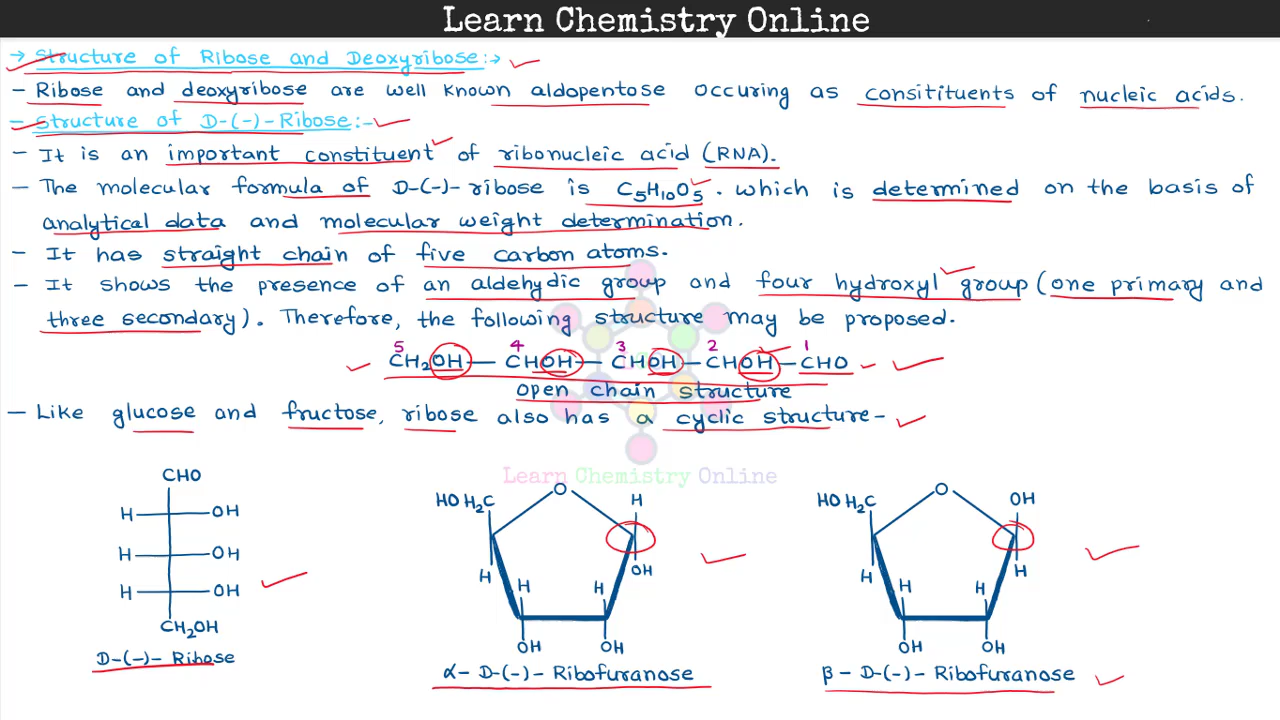 Learn Chemistry Online
→ Structure of Ribose and Deoxyribose:→
- Ribose and deoxyribose are well known aldopentose occuring as consitituents of nucleic acids.
- Structure of D-(-)-Ribose:-
- It is an important constituent of ribonucleic acid (RNA).
- The molecular formula of D-(-)-ribose is C5H10O5. which is determined on the basis of
analytical data and molecular weight determination.
- It has straight chain of five carbon atoms.
- It shows the presence of an aldehydic group and four hydroxyl group (one primary and
three secondary). Therefore, the following structure may be proposed.
5 4 3 2 1
CH2OH — CHOH — CHOH — CHOH — CHO
open chain structure
- Like glucose and fructose, ribose also has a cyclic structure-
Learn Chemistry Online
CHO
H OH
H OH
H OH
CH2OH
D-(-)- Ribose
HOH2C O H
H H H OH
OH OH
α- D-(-)- Ribofuranose
HOH2C O OH
H H H H
OH OH
β- D-(-)- Ribofuranose